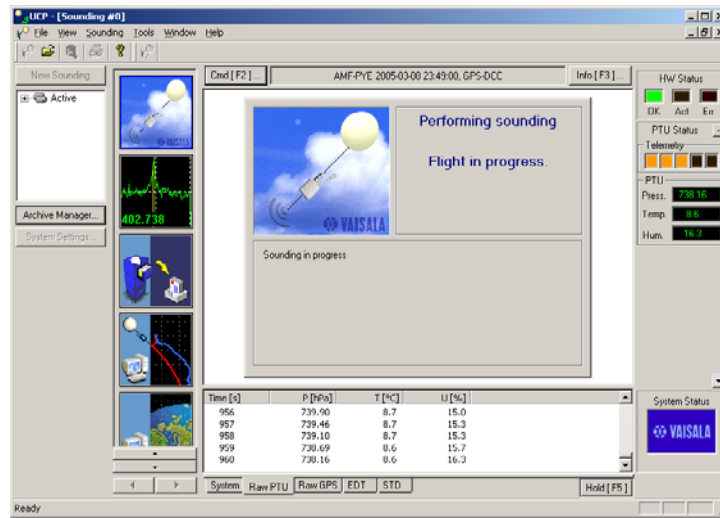 UCP - [Sounding #0]
File View Sounding Tools Window Help
New Sounding
Active
Archive Manager...
System Settings...
VAISALA
402.738
Cmd [ F2 ]...
AMF-PYE 2005-03-08 23:49:00, GPS-DCC
Info [ F3 ]...
VAISALA
Performing sounding
Flight in progress.
Sounding in progress
Time [s] P [hPa] T [°C] U [%]
956 739.90 8.7 15.0
957 739.46 8.7 15.3
958 739.10 8.7 15.3
959 738.69 8.6 15.7
960 738.16 8.6 16.3
System Raw PTU Raw GPS EDT STD
Hold [ F5 ]
HW Status
OK Act Err
PTU Status
Telemetry
PTU
Press. 738.16
Temp. 8.6
Hum. 16.3
System Status
VAISALA
Ready